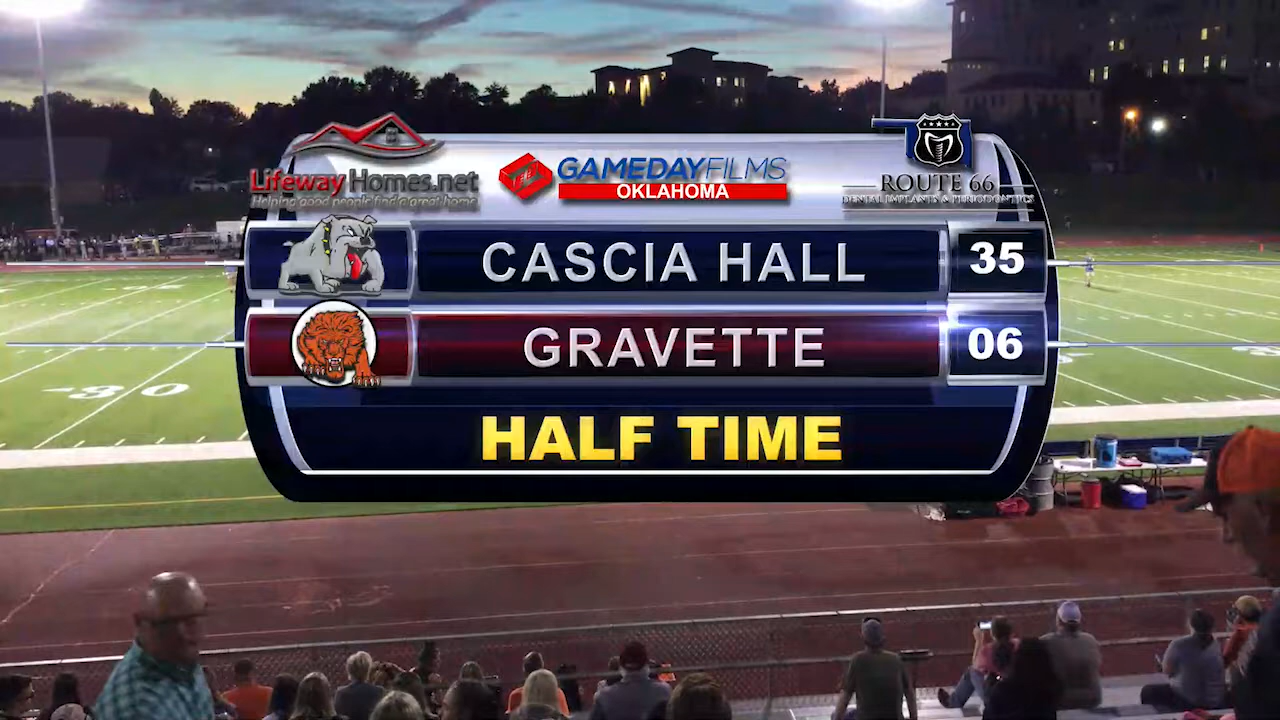 LifewayHomes.net
Helping good people find a great home
GAMEDAYFILMS
OKLAHOMA
ROUTE 66
DENTAL IMPLANTS & PERIODONTICS
CASCIA HALL 35
GRAVETTE 06
HALF TIME